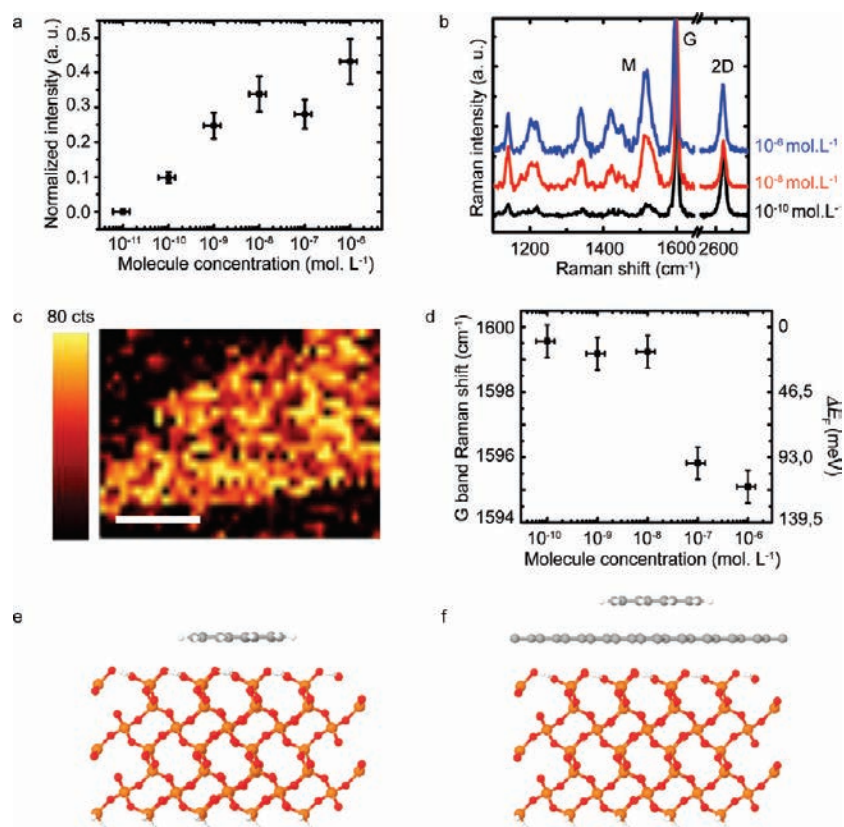 a
Normalized intensity (a. u.)
0.5
0.4
0.3
0.2
0.1
0.0
10⁻¹¹ 10⁻¹⁰ 10⁻⁹ 10⁻⁸ 10⁻⁷ 10⁻⁶
Molecule concentration (mol. L⁻¹)
b
Raman intensity (a. u.)
M
G
2D
10⁻⁶ mol.L⁻¹
10⁻⁸ mol.L⁻¹
10⁻¹⁰ mol.L⁻
1200 1400 1600 2600
Raman shift (cm⁻¹)
c
80 cts
d
G band Raman shift (cm⁻¹)
1600
1598
1596
1594
0
46,5
93,0
139,5
ΔE_F (meV)
10⁻¹⁰ 10⁻⁹ 10⁻⁸ 10⁻⁷ 10⁻⁶
Molecule concentration (mol. L⁻¹)
e
f